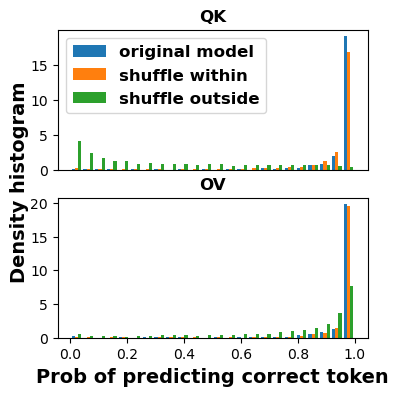 QK
original model
shuffle within
shuffle outside
15
10
5
0
OV
20
15
10
5
0
0.0 0.2 0.4 0.6 0.8 1.0
Density histogram
Prob of predicting correct token